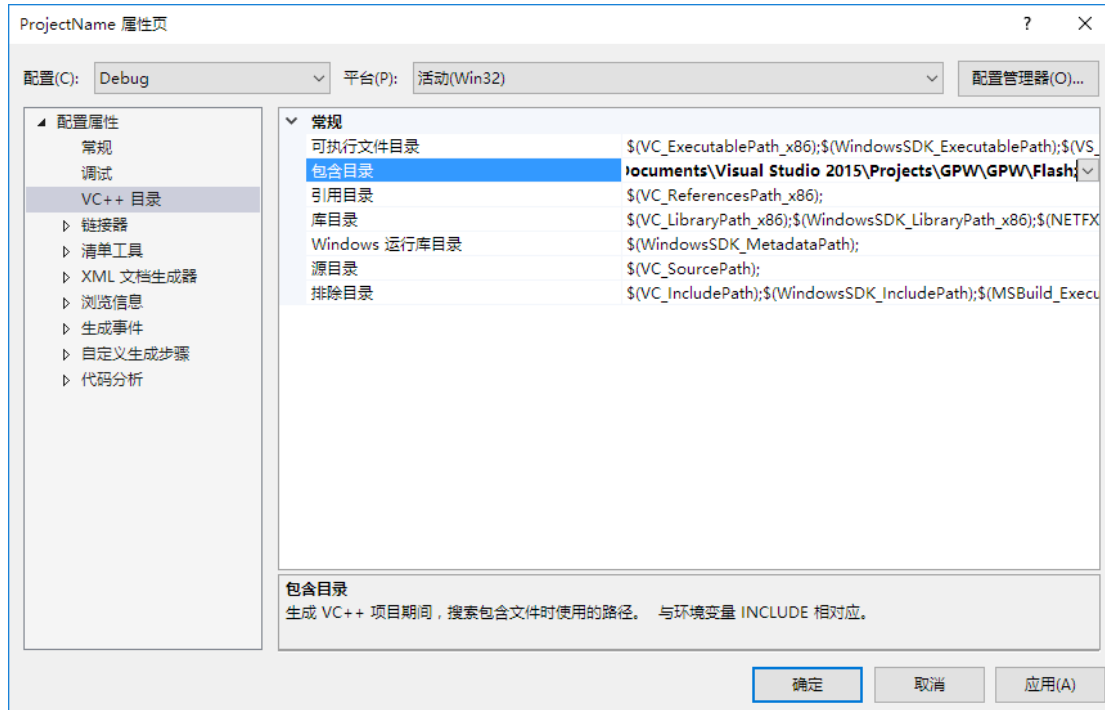 ProjectName 属性页
配置(C): Debug 平台(P): 活动(Win32) 配置管理器(O)...
配置属性
常规
调试
VC++ 目录
链接器
清单工具
XML 文档生成器
浏览信息
生成事件
自定义生成步骤
代码分析
常规
可执行文件目录 $(VC_ExecutablePath_x86);$(WindowsSDK_ExecutablePath);$(VS_
包含目录 Documents\Visual Studio 2015\Projects\GPW\GPW\Flash;
引用目录 $(VC_ReferencesPath_x86);
库目录 $(VC_LibraryPath_x86);$(WindowsSDK_LibraryPath_x86);$(NETFX
Windows 运行库目录 $(WindowsSDK_MetadataPath);
源目录 $(VC_SourcePath);
排除目录 $(VC_IncludePath);$(WindowsSDK_IncludePath);$(MSBuild_Execu
包含目录
生成 VC++ 项目期间，搜索包含文件时使用的路径。 与环境变量 INCLUDE 相对应。
确定 取消 应用(A)